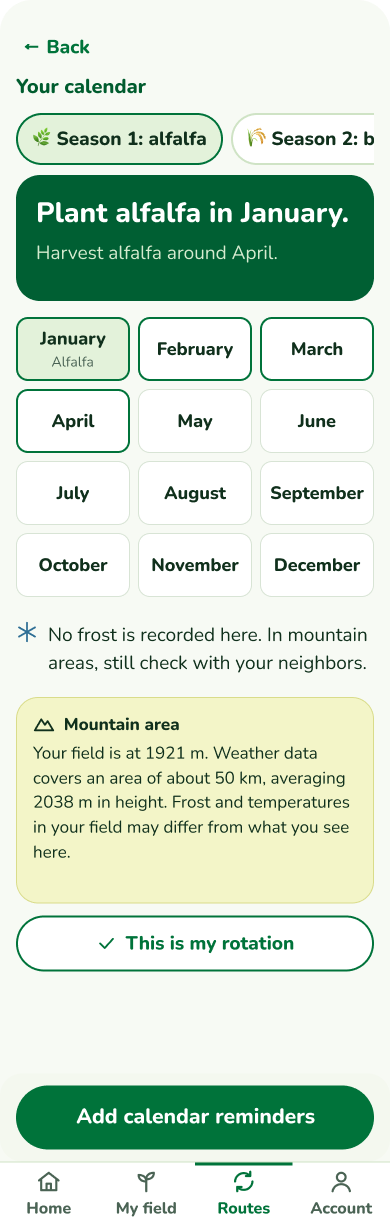 ← Back
Your calendar
Season 1: alfalfa
Season 2: b
Plant alfalfa in January.
Harvest alfalfa around April.
January
Alfalfa
February
March
April
May
June
July
August
September
October
November
December
No frost is recorded here. In mountain
areas, still check with your neighbors.
Mountain area
Your field is at 1921 m. Weather data
covers an area of about 50 km, averaging
2038 m in height. Frost and temperatures
in your field may differ from what you see
here.
This is my rotation
Add calendar reminders
Home
My field
Routes
Account